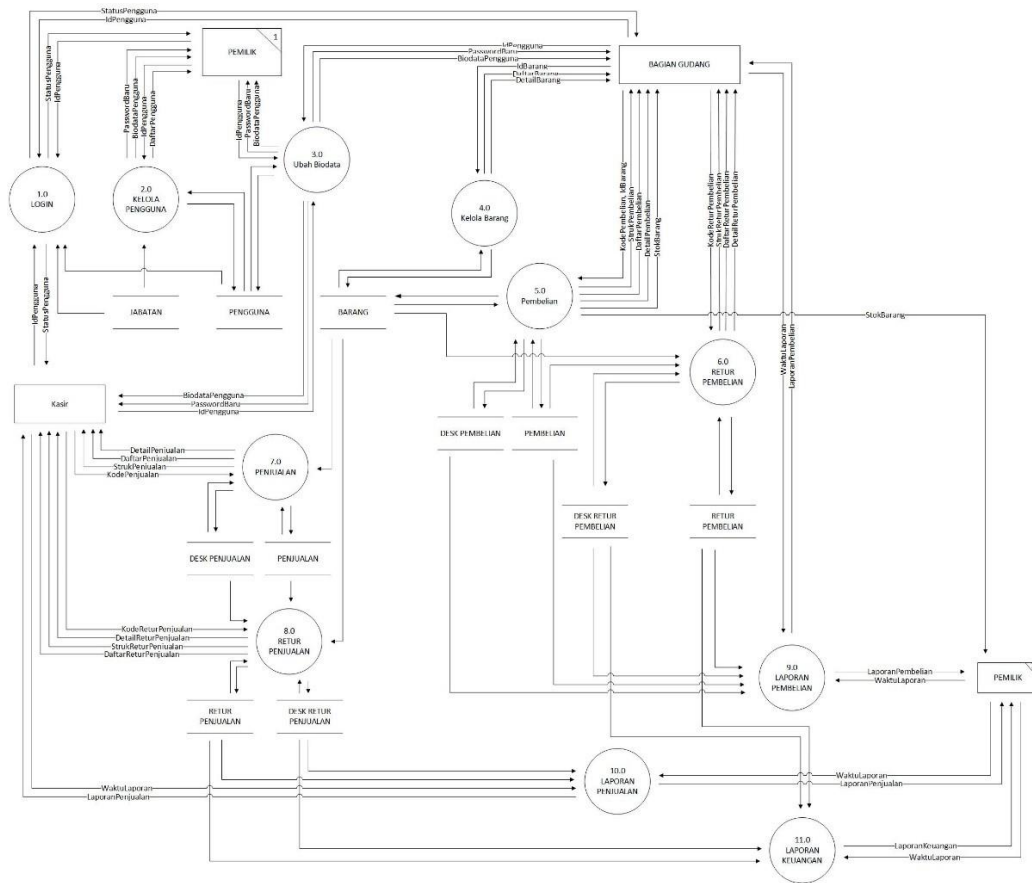 StatusPengguna
IdPengguna
StatusPengguna
IdPengguna
PEMILIK
1
PasswordBaru
BiodataPengguna
IdPengguna
DaftarPengguna
IdPengguna
PasswordBaru
BiodataPengguna
IdPengguna
PasswordBaru
BiodataPengguna
IdBarang
DaftarBarang
DetailBarang
BAGIAN GUDANG
1.0
LOGIN
2.0
KELOLA
PENGGUNA
3.0
Ubah Biodata
4.0
Kelola Barang
KodePembelian, IdBarang
StrukPembelian
DaftarPembelian
DetailPembelian
StokBarang
KodeReturPembelian
StrukReturPembelian
DaftarReturPembelian
DetailReturPembelian
5.0
Pembelian
JABATAN
PENGGUNA
BARANG
StokBarang
IdPengguna
StatusPengguna
WaktuLaporan
LaporanPembelian
6.0
RETUR
PEMBELIAN
Kasir
BiodataPengguna
PasswordBaru
IdPengguna
DESK PEMBELIAN
PEMBELIAN
DetailPenjualan
DaftarPenjualan
StrukPenjualan
KodePenjualan
7.0
PENJUALAN
DESK RETUR
PEMBELIAN
RETUR
PEMBELIAN
DESK PENJUALAN
PENJUALAN
KodeReturPenjualan
DetailReturPenjualan
StrukReturPenjualan
DaftarReturPenjualan
8.0
RETUR
PENJUALAN
9.0
LAPORAN
PEMBELIAN
LaporanPembelian
WaktuLaporan
PEMILIK
RETUR
PENJUALAN
DESK RETUR
PENJUALAN
WaktuLaporan
LaporanPenjualan
10.0
LAPORAN
PENJUALAN
WaktuLaporan
LaporanPenjualan
11.0
LAPORAN
KEUANGAN
LaporanKeuangan
WaktuLaporan